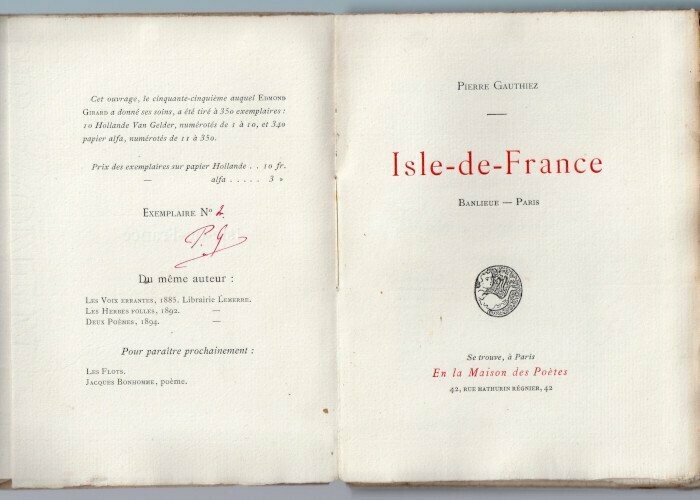 Cet ouvrage, le cinquante-cinquième auquel EDMOND
GIRARD a donné ses soins, a été tiré à 350 exemplaires :
10 Hollande Van Gelder, numérotés de 1 à 10, et 340
papier alfa, numérotés de 11 à 350.
Prix des exemplaires sur papier Hollande . . 10 fr.
— alfa . . . . . 3 »
EXEMPLAIRE N°
P. G
Du même auteur :
LES VOIX ERRANTES, 1885. Librairie LEMERRE.
LES HERBES FOLLES, 1892. —
DEUX POÈMES, 1894. —
Pour paraître prochainement :
LES FLOTS.
JACQUES BONHOMME, poème.
PIERRE GAUTHIEZ
Isle-de-France
BANLIEUE — PARIS
Se trouve, à Paris
En la Maison des Poètes
42, RUE MATHURIN RÉGNIER, 42